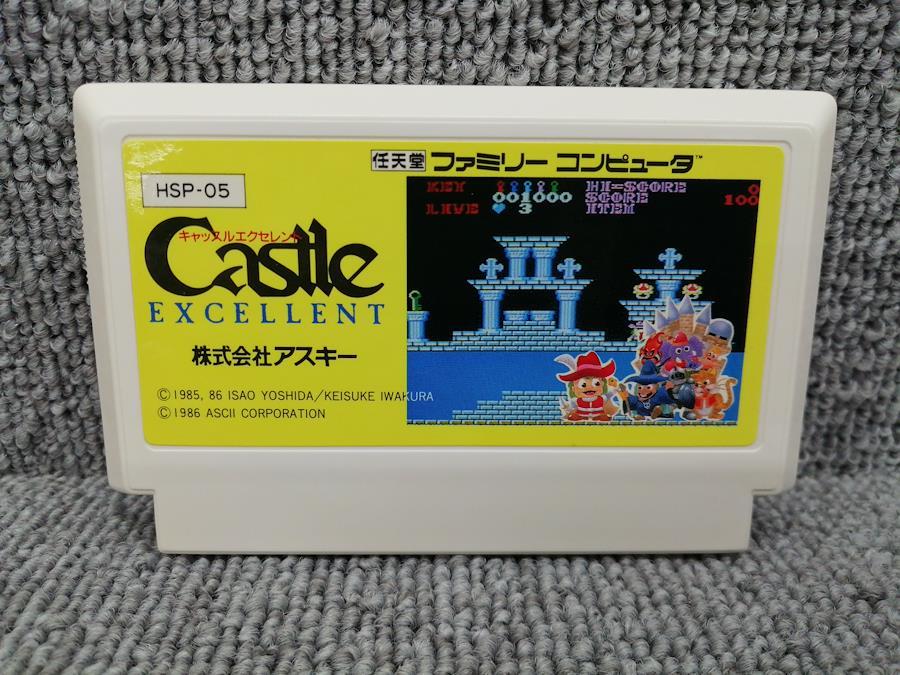 任天堂 ファミリー コンピュータ™
HSP-05
キャッスルエクセレント
Castle
EXCELLENT
株式会社アスキー
©1985, 86 ISAO YOSHIDA/KEISUKE IWAKURA
©1986 ASCII CORPORATION
KEY HI=SCORE 0
001000 SCORE 100
LIVE 3 ITEM